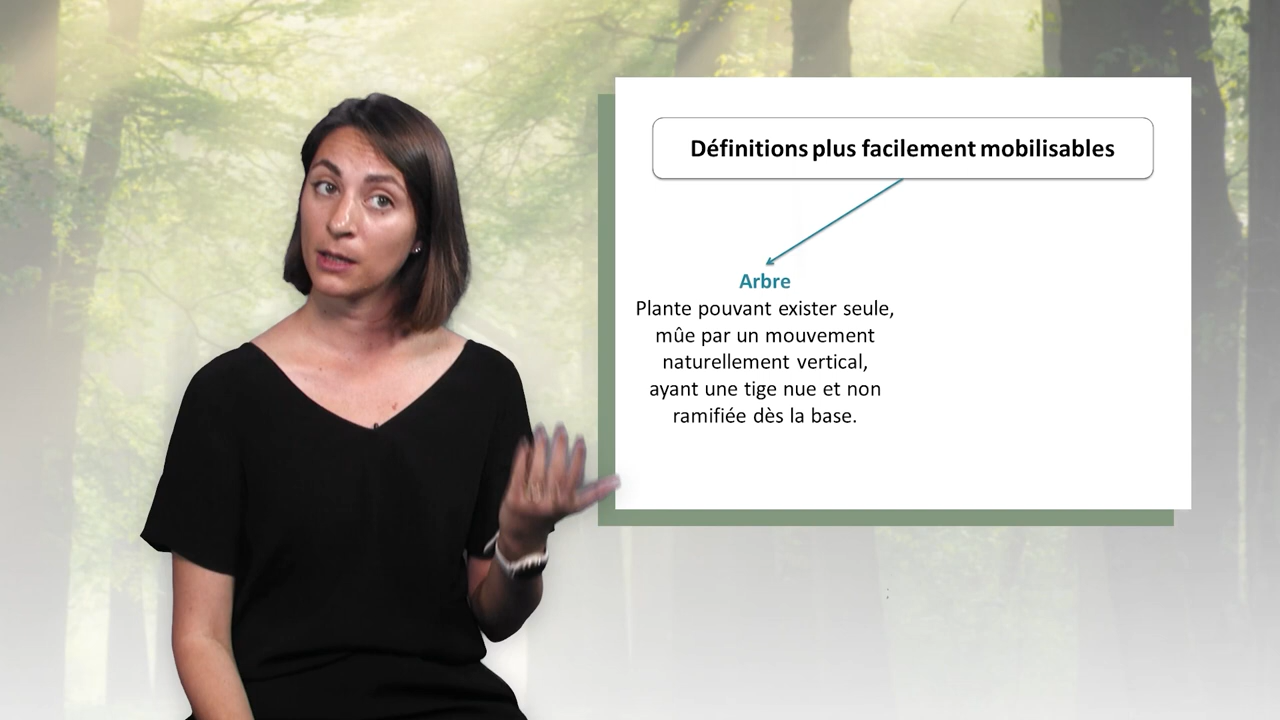 Définitions plus facilement mobilisables
Arbre
Plante pouvant exister seule,
mûe par un mouvement
naturellement vertical,
ayant une tige nue et non
ramifiée dès la base.